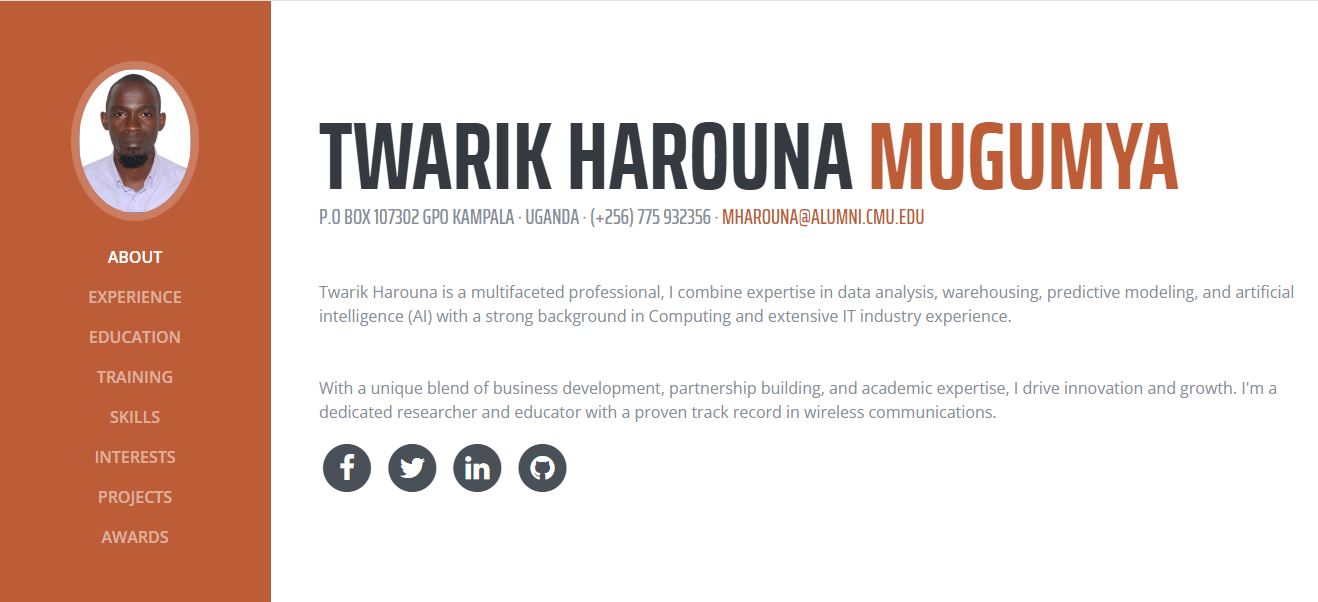 ABOUT
EXPERIENCE
EDUCATION
TRAINING
SKILLS
INTERESTS
PROJECTS
AWARDS
TWARIK HAROUNA MUGUMYA
P.O BOX 107302 GPO KAMPALA · UGANDA · (+256) 775 932356 · MHAROUNA@ALUMNI.CMU.EDU
Twarik Harouna is a multifaceted professional, I combine expertise in data analysis, warehousing, predictive modeling, and artificial
intelligence (AI) with a strong background in Computing and extensive IT industry experience.
With a unique blend of business development, partnership building, and academic expertise, I drive innovation and growth. I'm a
dedicated researcher and educator with a proven track record in wireless communications.